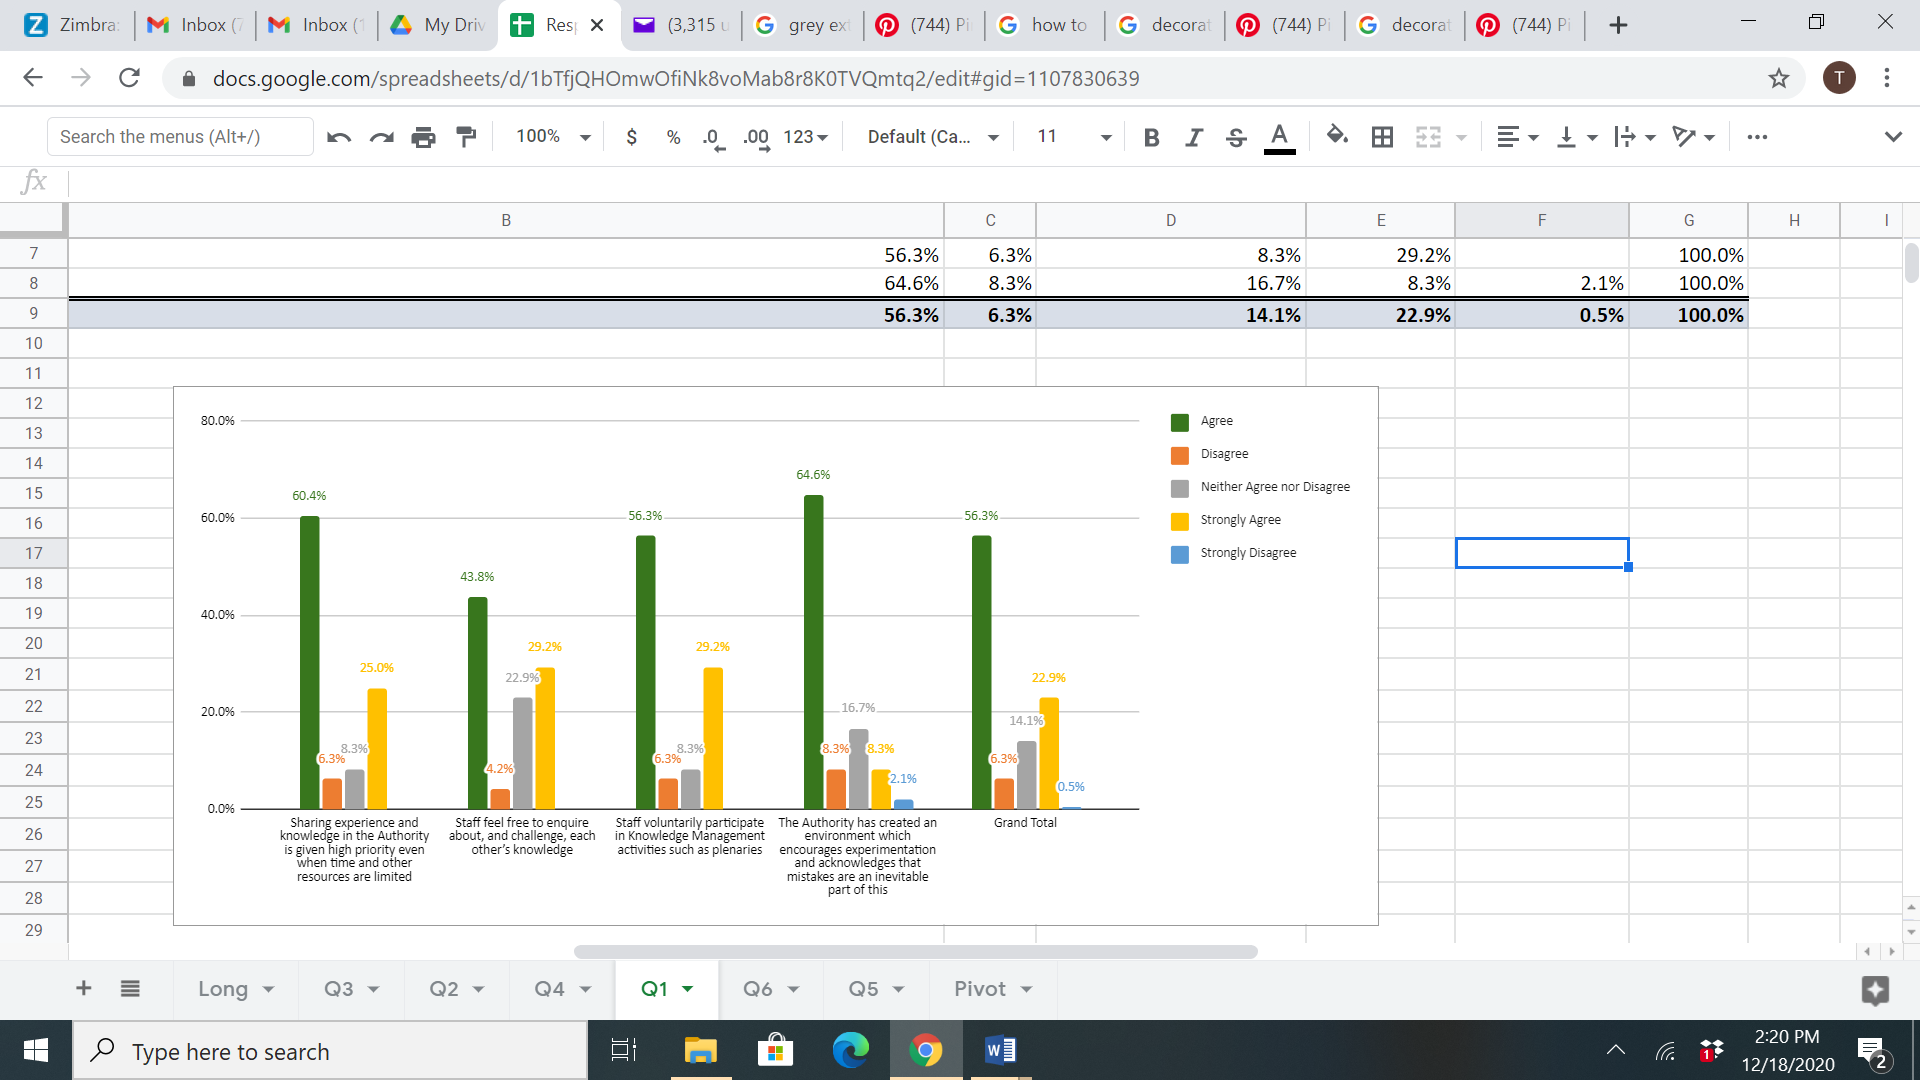 Zimbra:
Inbox (7
Inbox (1
My Driv
Res
(3,315 u
grey ext
(744) Pi
how to
decorat
(744) Pi
decorat
(744) Pi
docs.google.com/spreadsheets/d/1bTfjQHOmwOfiNk8voMab8r8K0TVQmtq2/edit#gid=1107830639
T
Search the menus (Alt+/)
100%
$ % .0 .00 123
Default (Ca...
11
B I S A
fx
B C D E F G H I
7 56.3% 6.3% 8.3% 29.2% 100.0%
8 64.6% 8.3% 16.7% 8.3% 2.1% 100.0%
9 56.3% 6.3% 14.1% 22.9% 0.5% 100.0%
10
11
12
13
14
15
16
17
18
19
20
21
22
23
24
25
26
27
28
29
80.0%
60.0%
40.0%
20.0%
0.0%
60.4%
6.3%
8.3%
25.0%
43.8%
4.2%
22.9%
29.2%
56.3%
6.3%
8.3%
29.2%
64.6%
8.3%
16.7%
8.3%
2.1%
56.3%
6.3%
14.1%
22.9%
0.5%
Sharing experience and
knowledge in the Authority
is given high priority even
when time and other
resources are limited
Staff feel free to enquire
about, and challenge, each
other's knowledge
Staff voluntarily participate
in Knowledge Management
activities such as plenaries
The Authority has created an
environment which
encourages experimentation
and acknowledges that
mistakes are an inevitable
part of this
Grand Total
Agree
Disagree
Neither Agree nor Disagree
Strongly Agree
Strongly Disagree
Long
Q3
Q2
Q4
Q1
Q6
Q5
Pivot
Type here to search
1
2:20 PM
12/18/2020
2